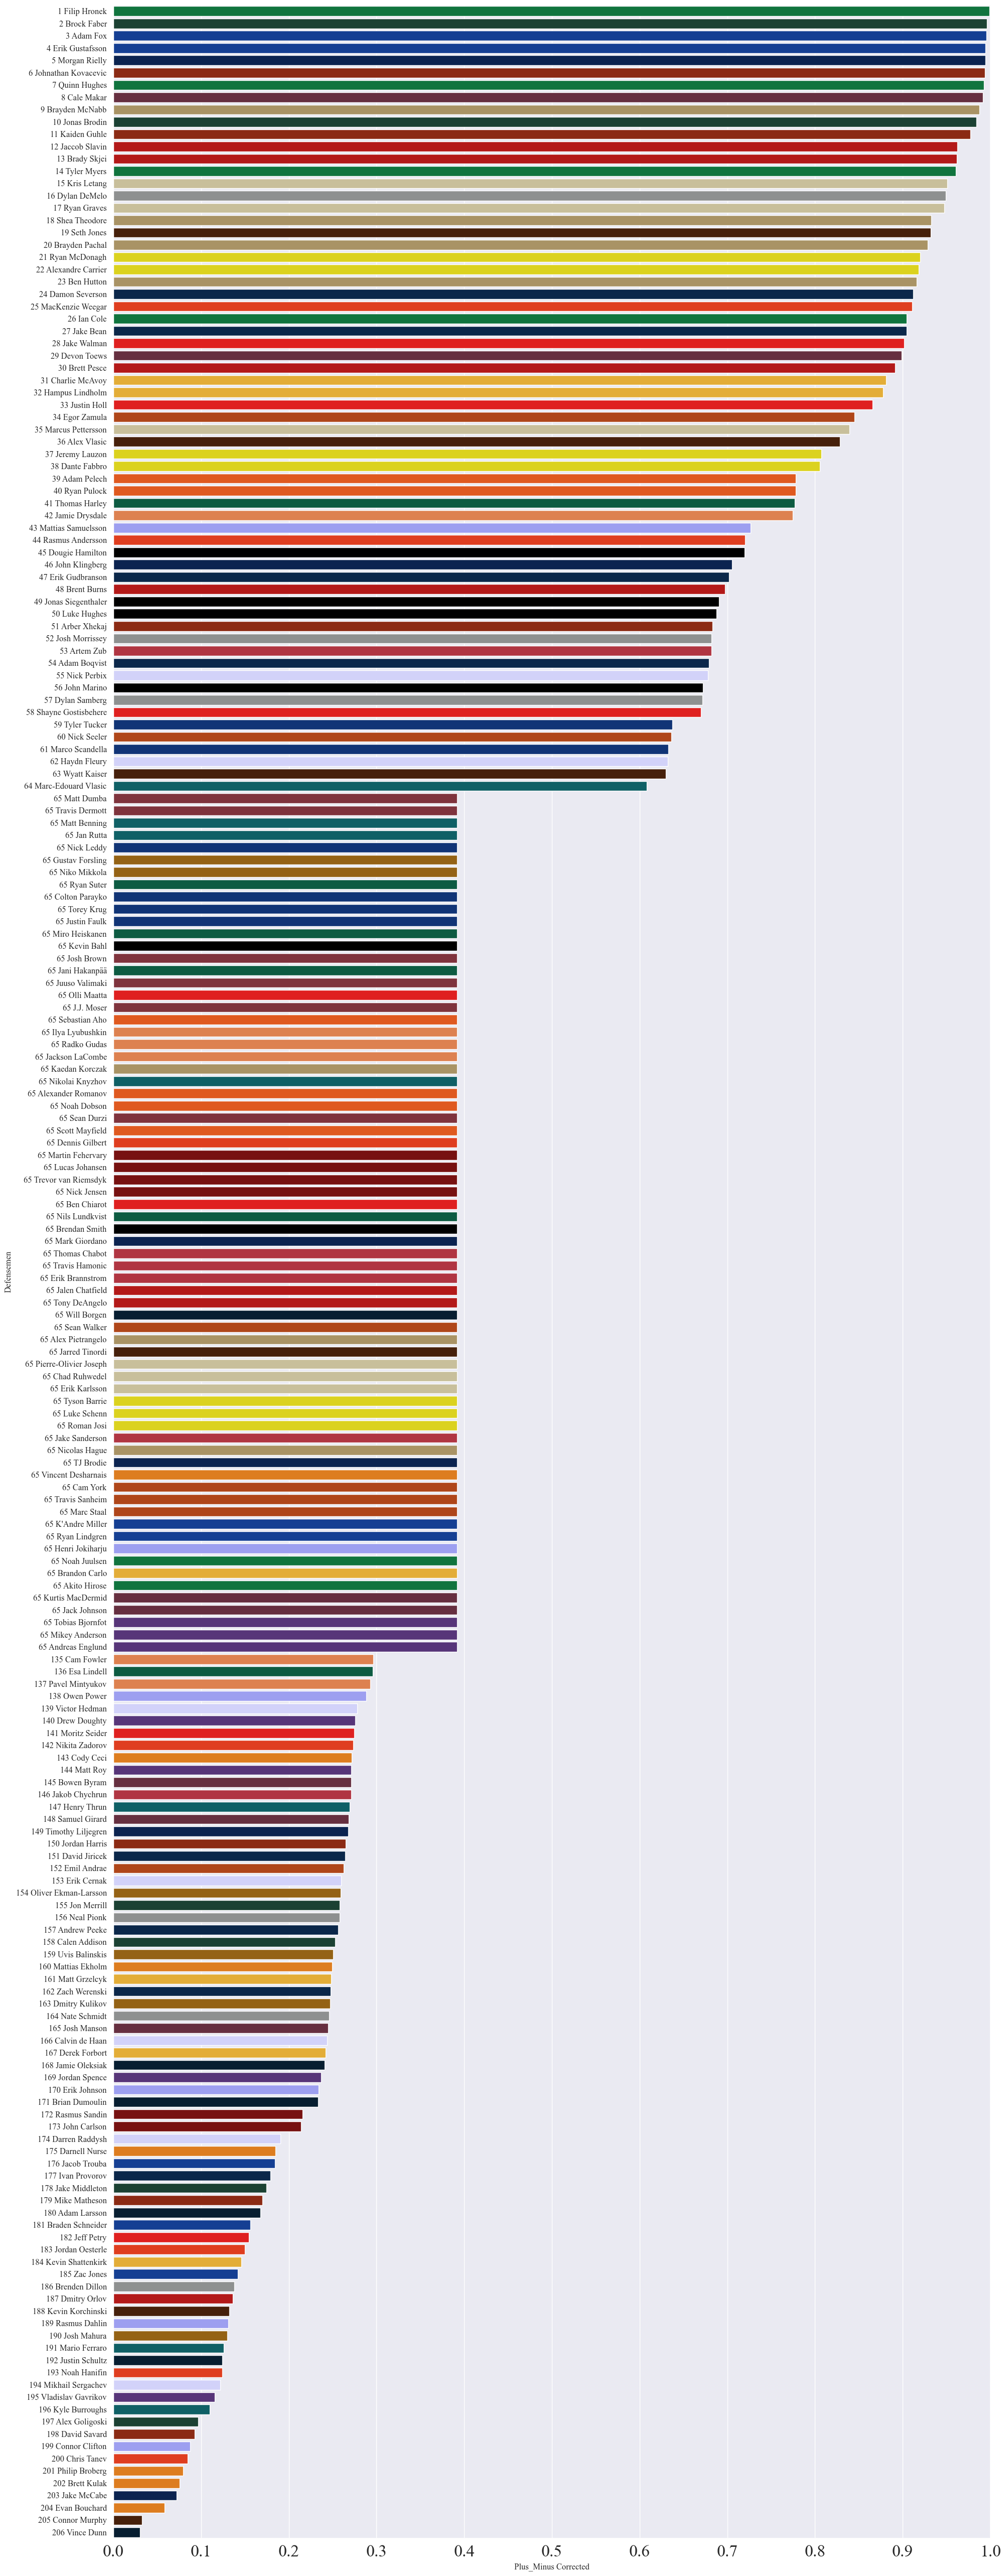 1 Filip Hronek
2 Brock Faber
3 Adam Fox
4 Erik Gustafsson
5 Morgan Rielly
6 Johnathan Kovacevic
7 Quinn Hughes
8 Cale Makar
9 Brayden McNabb
10 Jonas Brodin
11 Kaiden Guhle
12 Jaccob Slavin
13 Brady Skjei
14 Tyler Myers
15 Kris Letang
16 Dylan DeMelo
17 Ryan Graves
18 Shea Theodore
19 Seth Jones
20 Brayden Pachal
21 Ryan McDonagh
22 Alexandre Carrier
23 Ben Hutton
24 Damon Severson
25 MacKenzie Weegar
26 Ian Cole
27 Jake Bean
28 Jake Walman
29 Devon Toews
30 Brett Pesce
31 Charlie McAvoy
32 Hampus Lindholm
33 Justin Holl
34 Egor Zamula
35 Marcus Pettersson
36 Alex Vlasic
37 Jeremy Lauzon
38 Dante Fabbro
39 Adam Pelech
40 Ryan Pulock
41 Thomas Harley
42 Jamie Drysdale
43 Mattias Samuelsson
44 Rasmus Andersson
45 Dougie Hamilton
46 John Klingberg
47 Erik Gudbranson
48 Brent Burns
49 Jonas Siegenthaler
50 Luke Hughes
51 Arber Xhekaj
52 Josh Morrissey
53 Artem Zub
54 Adam Boqvist
55 Nick Perbix
56 John Marino
57 Dylan Samberg
58 Shayne Gostisbehere
59 Tyler Tucker
60 Nick Seeler
61 Marco Scandella
62 Haydn Fleury
63 Wyatt Kaiser
64 Marc-Edouard Vlasic
65 Matt Dumba
65 Travis Dermott
65 Matt Benning
65 Jan Rutta
65 Nick Leddy
65 Gustav Forsling
65 Niko Mikkola
65 Ryan Suter
65 Colton Parayko
65 Torey Krug
65 Justin Faulk
65 Miro Heiskanen
65 Kevin Bahl
65 Josh Brown
65 Jani Hakanpää
65 Juuso Valimaki
65 Olli Maatta
65 J.J. Moser
65 Sebastian Aho
65 Ilya Lyubushkin
65 Radko Gudas
65 Jackson LaCombe
65 Kaedan Korczak
65 Nikolai Knyzhov
65 Alexander Romanov
65 Noah Dobson
65 Sean Durzi
65 Scott Mayfield
65 Dennis Gilbert
65 Martin Fehervary
65 Lucas Johansen
65 Trevor van Riemsdyk
65 Nick Jensen
65 Ben Chiarot
65 Nils Lundkvist
65 Brendan Smith
65 Mark Giordano
65 Thomas Chabot
65 Travis Hamonic
65 Erik Brannstrom
65 Jalen Chatfield
65 Tony DeAngelo
65 Will Borgen
65 Sean Walker
65 Alex Pietrangelo
65 Jarred Tinordi
65 Pierre-Olivier Joseph
65 Chad Ruhwedel
65 Erik Karlsson
65 Tyson Barrie
65 Luke Schenn
65 Roman Josi
65 Jake Sanderson
65 Nicolas Hague
65 TJ Brodie
65 Vincent Desharnais
65 Cam York
65 Travis Sanheim
65 Marc Staal
65 K'Andre Miller
65 Ryan Lindgren
65 Henri Jokiharju
65 Noah Juulsen
65 Brandon Carlo
65 Akito Hirose
65 Kurtis MacDermid
65 Jack Johnson
65 Tobias Bjornfot
65 Mikey Anderson
65 Andreas Englund
135 Cam Fowler
136 Esa Lindell
137 Pavel Mintyukov
138 Owen Power
139 Victor Hedman
140 Drew Doughty
141 Moritz Seider
142 Nikita Zadorov
143 Cody Ceci
144 Matt Roy
145 Bowen Byram
146 Jakob Chychrun
147 Henry Thrun
148 Samuel Girard
149 Timothy Liljegren
150 Jordan Harris
151 David Jiricek
152 Emil Andrae
153 Erik Cernak
154 Oliver Ekman-Larsson
155 Jon Merrill
156 Neal Pionk
157 Andrew Peeke
158 Calen Addison
159 Uvis Balinskis
160 Mattias Ekholm
161 Matt Grzelcyk
162 Zach Werenski
163 Dmitry Kulikov
164 Nate Schmidt
165 Josh Manson
166 Calvin de Haan
167 Derek Forbort
168 Jamie Oleksiak
169 Jordan Spence
170 Erik Johnson
171 Brian Dumoulin
172 Rasmus Sandin
173 John Carlson
174 Darren Raddysh
175 Darnell Nurse
176 Jacob Trouba
177 Ivan Provorov
178 Jake Middleton
179 Mike Matheson
180 Adam Larsson
181 Braden Schneider
182 Jeff Petry
183 Jordan Oesterle
184 Kevin Shattenkirk
185 Zac Jones
186 Brenden Dillon
187 Dmitry Orlov
188 Kevin Korchinski
189 Rasmus Dahlin
190 Josh Mahura
191 Mario Ferraro
192 Justin Schultz
193 Noah Hanifin
194 Mikhail Sergachev
195 Vladislav Gavrikov
196 Kyle Burroughs
197 Alex Goligoski
198 David Savard
199 Connor Clifton
200 Chris Tanev
201 Philip Broberg
202 Brett Kulak
203 Jake McCabe
204 Evan Bouchard
205 Connor Murphy
206 Vince Dunn
Defensemen
0.0 0.1 0.2 0.3 0.4 0.5 0.6 0.7 0.8 0.9 1.0
Plus_Minus Corrected